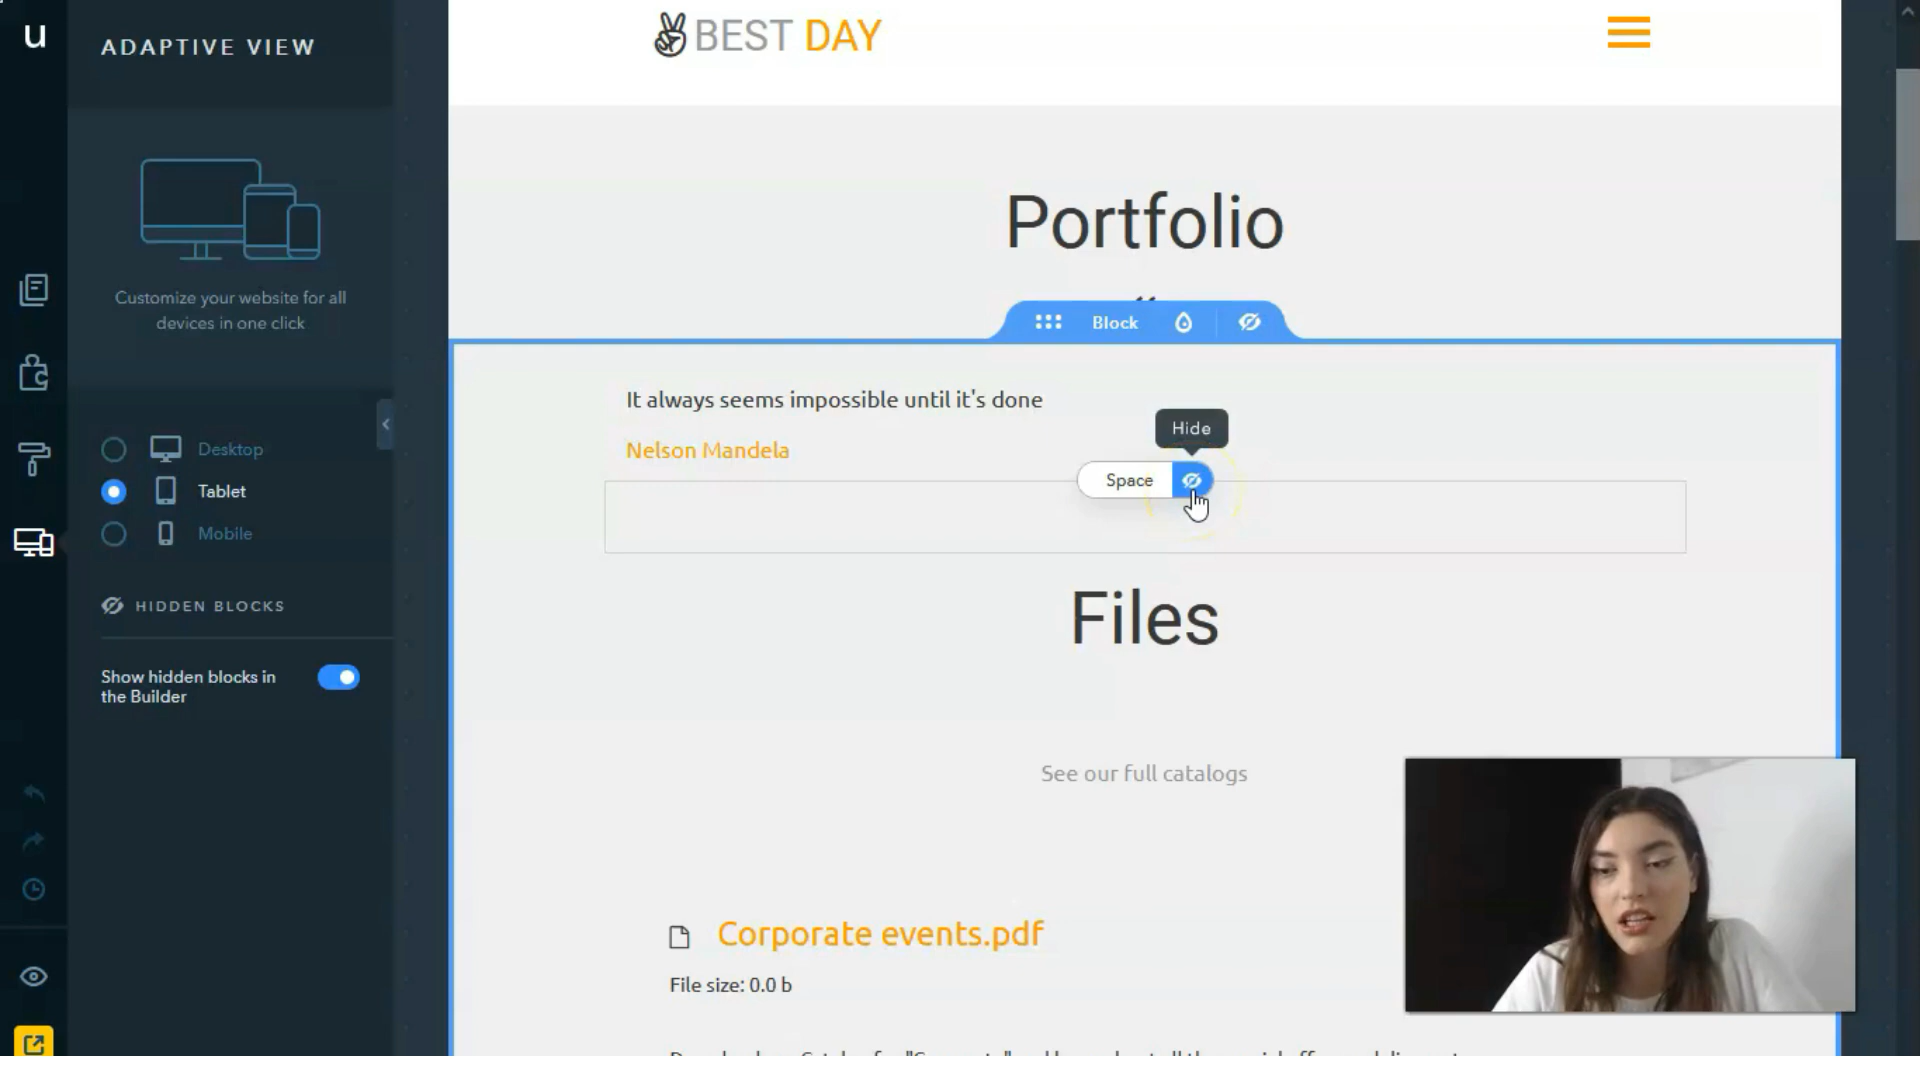 u
ADAPTIVE VIEW
Customize your website for all
devices in one click
Desktop
Tablet
Mobile
HIDDEN BLOCKS
Show hidden blocks in
the Builder
BEST DAY
Portfolio
Block
It always seems impossible until it's done
Hide
Nelson Mandela
Space
Files
See our full catalogs
Corporate events.pdf
File size: 0.0 b